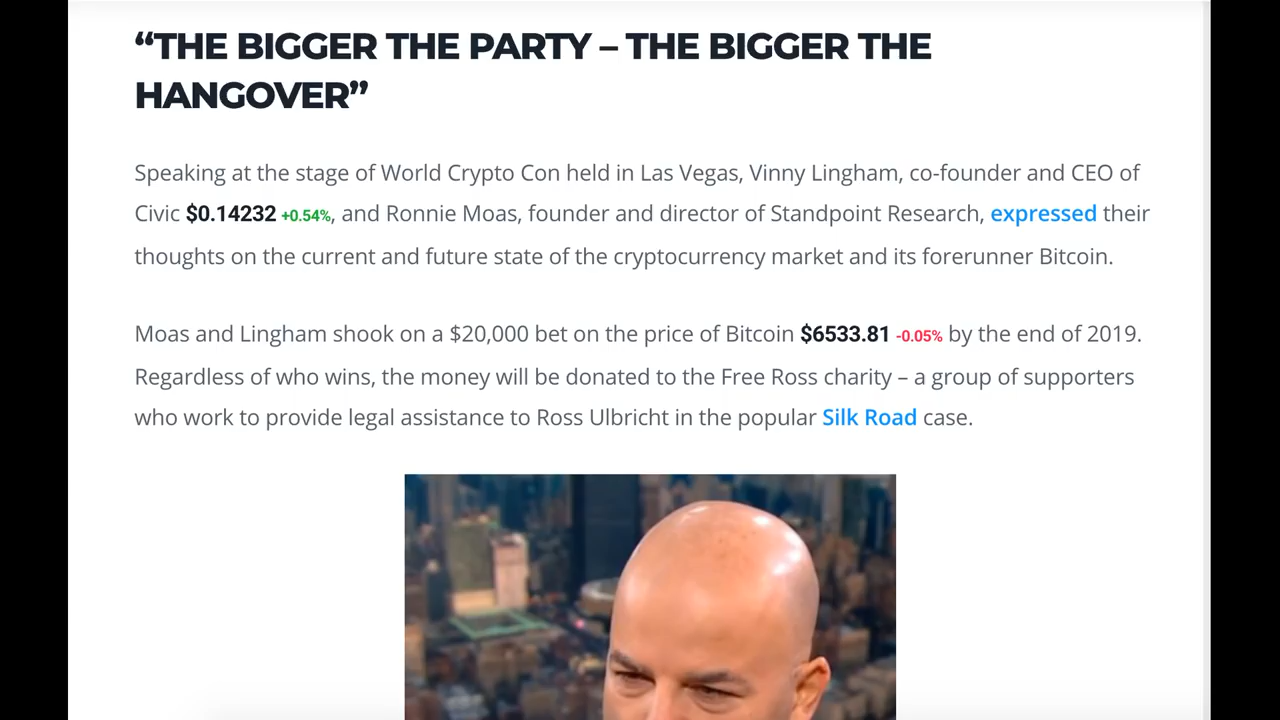 “THE BIGGER THE PARTY – THE BIGGER THE
HANGOVER”
Speaking at the stage of World Crypto Con held in Las Vegas, Vinny Lingham, co-founder and CEO of
Civic $0.14232 +0.54%, and Ronnie Moas, founder and director of Standpoint Research, expressed their
thoughts on the current and future state of the cryptocurrency market and its forerunner Bitcoin.
Moas and Lingham shook on a $20,000 bet on the price of Bitcoin $6533.81 -0.05% by the end of 2019.
Regardless of who wins, the money will be donated to the Free Ross charity – a group of supporters
who work to provide legal assistance to Ross Ulbricht in the popular Silk Road case.